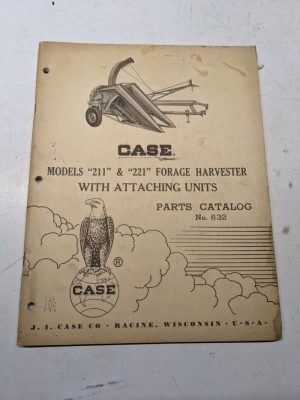 CASE.
MODELS "211" & "221" FORAGE HARVESTER
WITH ATTACHING UNITS
PARTS CATALOG
No. 632
®
CASE
J. I. CASE CO · RACINE, WISCONSIN · U·S·A·